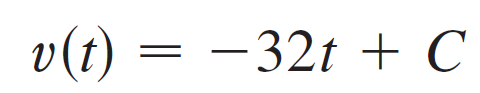 v(t) = −32t + C